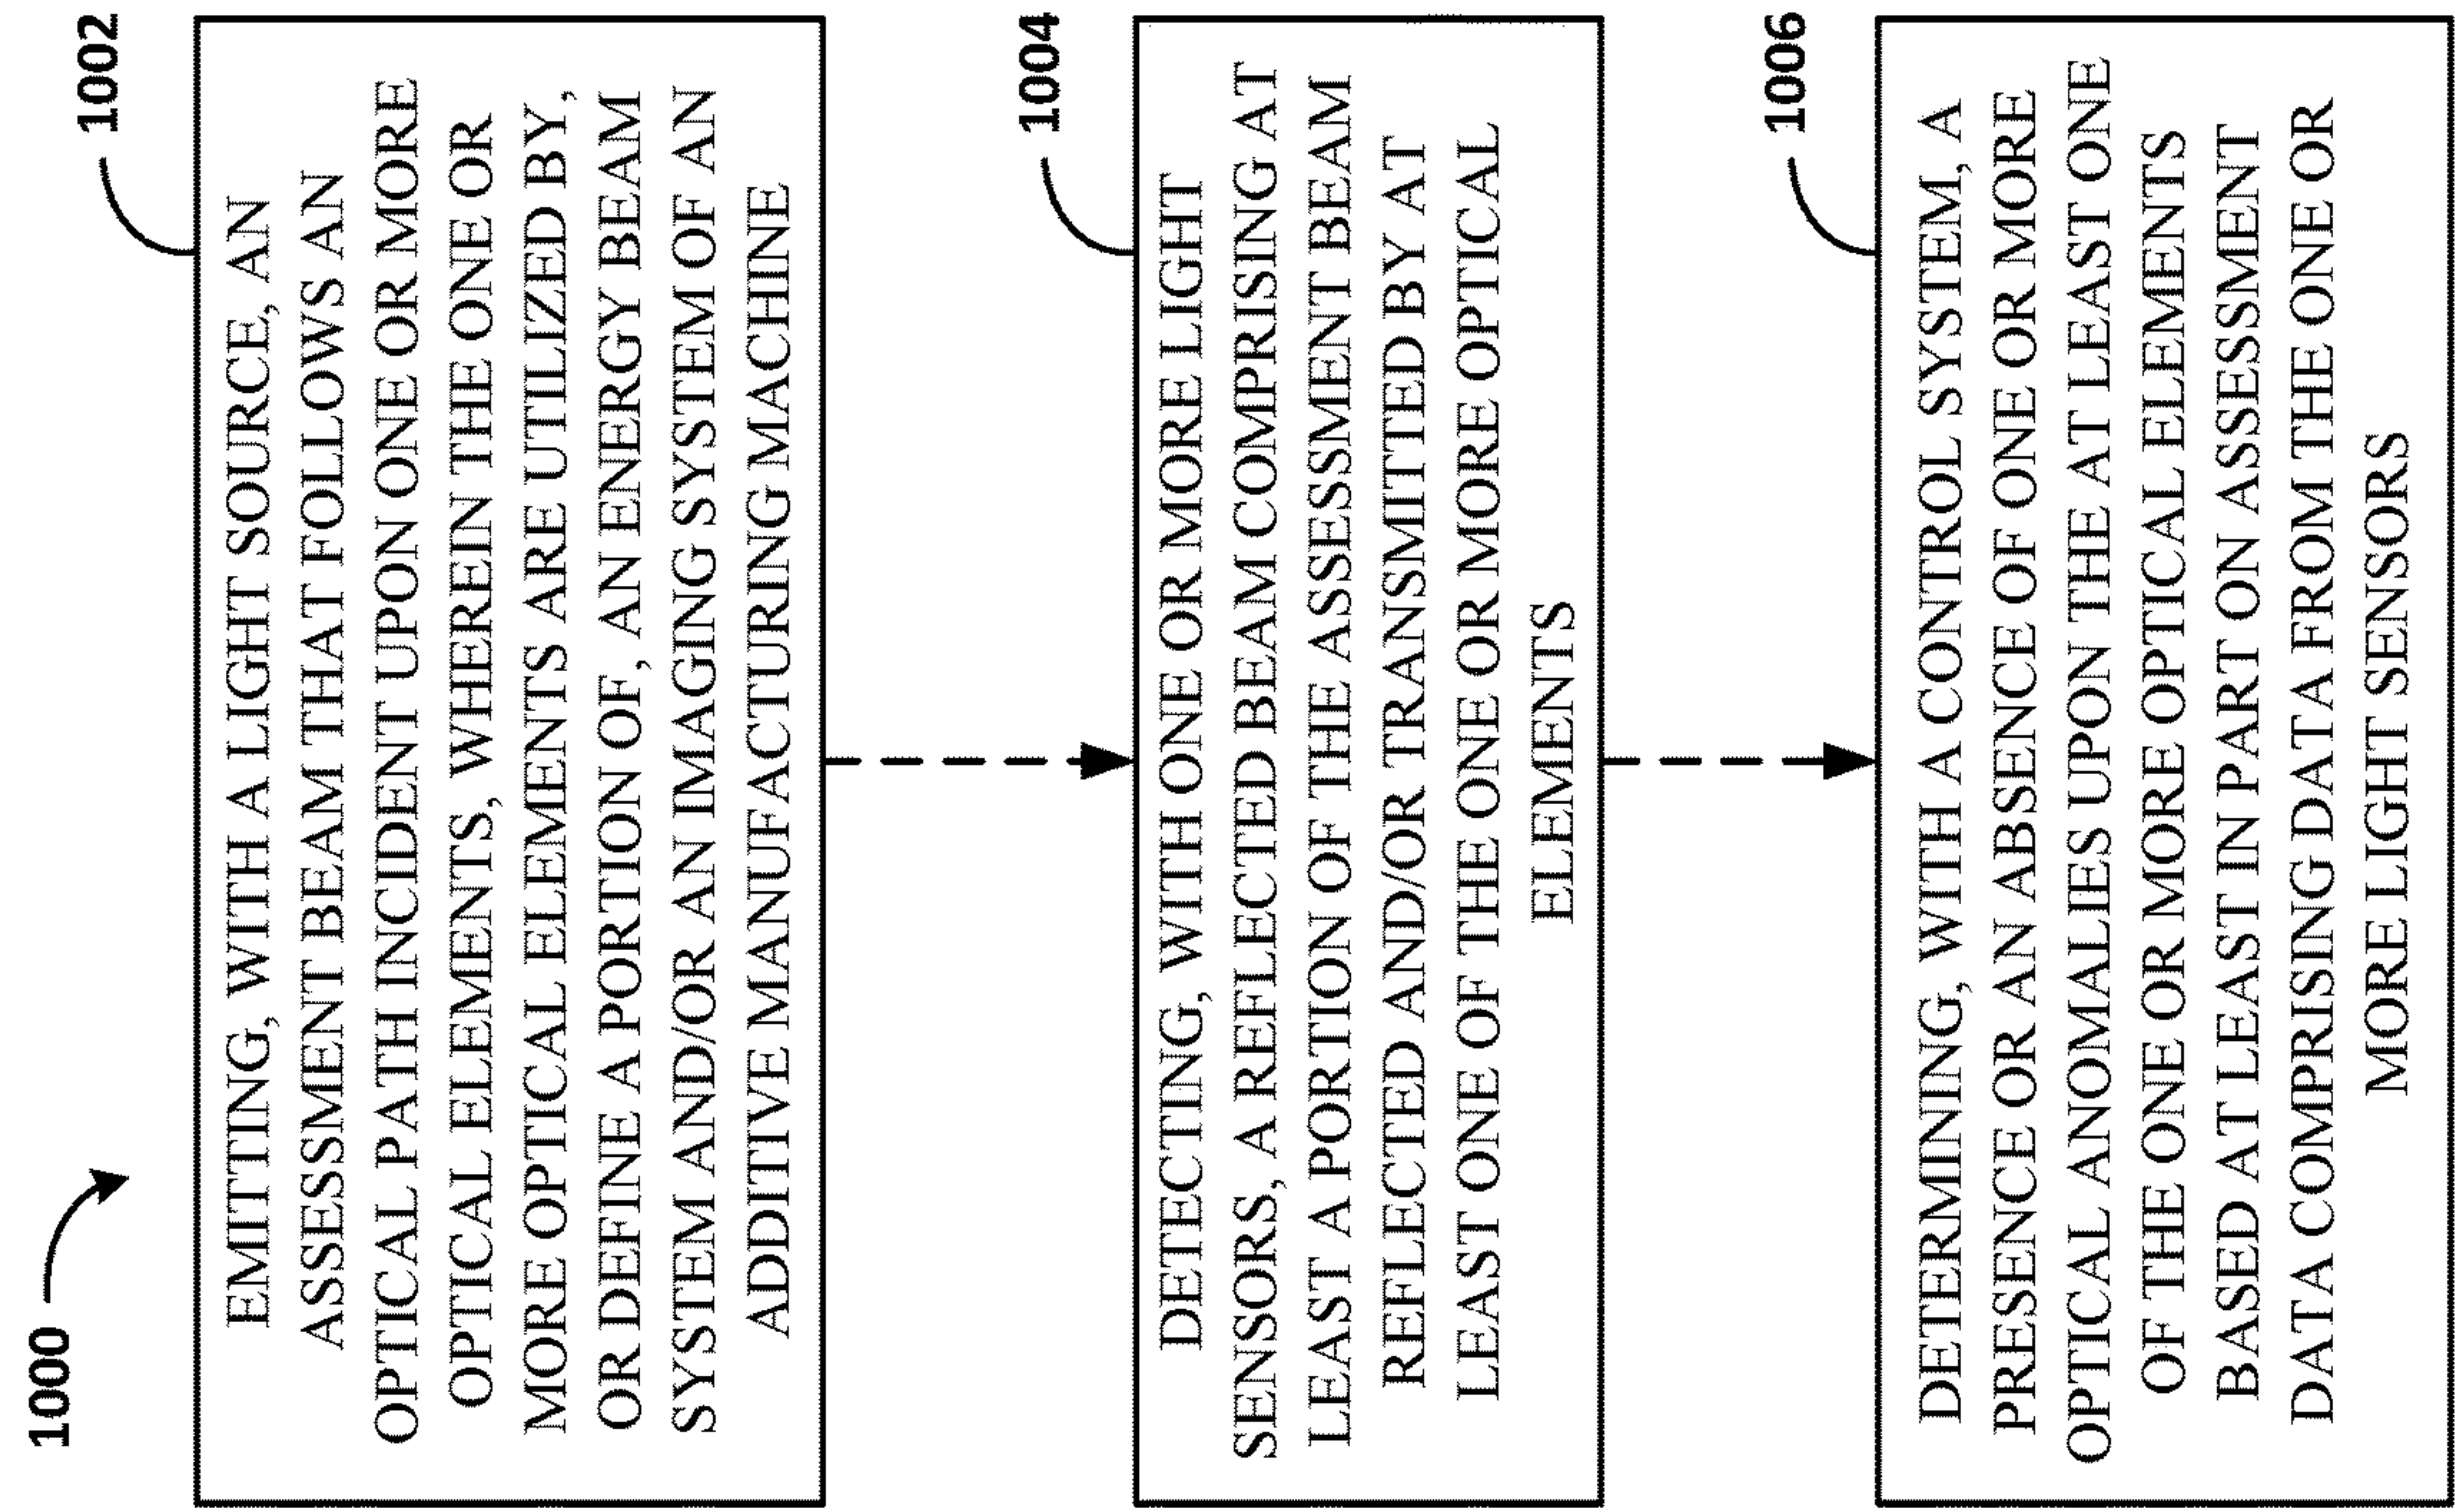 1000
1002
EMITTING, WITH A LIGHT SOURCE, AN
ASSESSMENT BEAM THAT FOLLOWS AN
OPTICAL PATH INCIDENT UPON ONE OR MORE
OPTICAL ELEMENTS, WHEREIN THE ONE OR
MORE OPTICAL ELEMENTS ARE UTILIZED BY,
OR DEFINE A PORTION OF, AN ENERGY BEAM
SYSTEM AND/OR AN IMAGING SYSTEM OF AN
ADDITIVE MANUFACTURING MACHINE
1004
DETECTING, WITH ONE OR MORE LIGHT
SENSORS, A REFLECTED BEAM COMPRISING AT
LEAST A PORTION OF THE ASSESSMENT BEAM
REFLECTED AND/OR TRANSMITTED BY AT
LEAST ONE OF THE ONE OR MORE OPTICAL
ELEMENTS
1006
DETERMINING, WITH A CONTROL SYSTEM, A
PRESENCE OR AN ABSENCE OF ONE OR MORE
OPTICAL ANOMALIES UPON THE AT LEAST ONE
OF THE ONE OR MORE OPTICAL ELEMENTS
BASED AT LEAST IN PART ON ASSESSMENT
DATA COMPRISING DATA FROM THE ONE OR
MORE LIGHT SENSORS